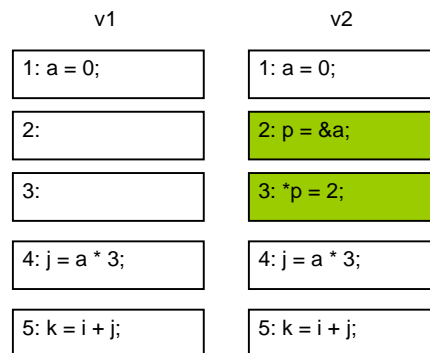 v1 v2
1: a = 0; 1: a = 0;
2: 2: p = &a;
3: 3: *p = 2;
4: j = a * 3; 4: j = a * 3;
5: k = i + j; 5: k = i + j;